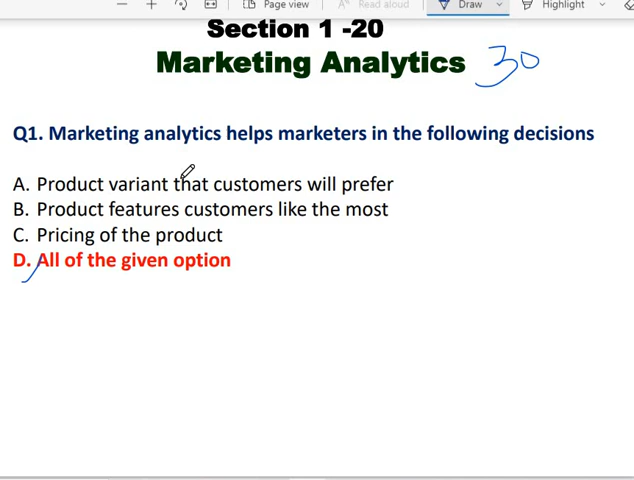 Page view
Read aloud
Draw
Highlight
Section 1 -20
Marketing Analytics 30
Q1. Marketing analytics helps marketers in the following decisions
A. Product variant that customers will prefer
B. Product features customers like the most
C. Pricing of the product
D. All of the given option